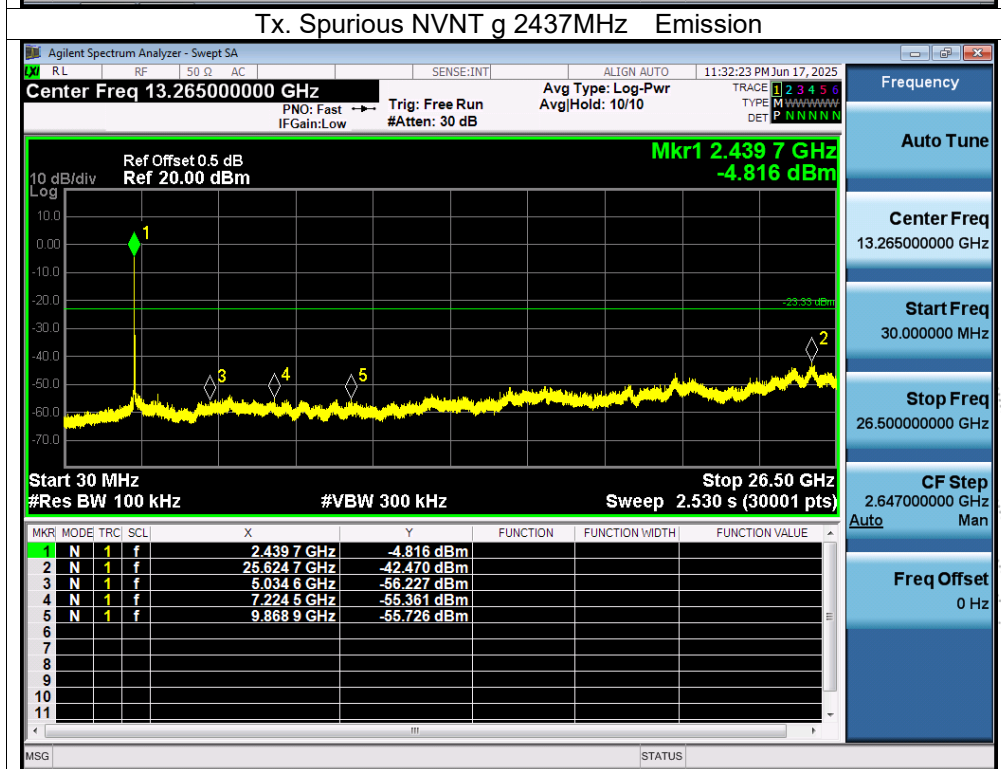 Tx. Spurious NVNT g 2437MHz Emission
Agilent Spectrum Analyzer - Swept SA
LXI RL RF 50 Ω AC SENSE:INT ALIGN AUTO 11:32:23 PM Jun 17, 2025
Center Freq 13.265000000 GHz
PNO: Fast
IFGain:Low
Trig: Free Run
#Atten: 30 dB
Avg Type: Log-Pwr
Avg|Hold: 10/10
TRACE 1 2 3 4 5 6
TYPE M WWWWW
DET P N N N N N
Mkr1 2.439 7 GHz
-4.816 dBm
Ref Offset 0.5 dB
10 dB/div Ref 20.00 dBm
Log
10.0
0.00
-10.0
-20.0
-30.0
-40.0
-50.0
-60.0
-70.0
1
-23.33 dBm
2
3
4
5
Start 30 MHz Stop 26.50 GHz
#Res BW 100 kHz #VBW 300 kHz Sweep 2.530 s (30001 pts)
MKR MODE TRC SCL X Y FUNCTION FUNCTION WIDTH FUNCTION VALUE
1 N 1 f 2.439 7 GHz -4.816 dBm
2 N 1 f 25.624 7 GHz -42.470 dBm
3 N 1 f 5.034 6 GHz -56.227 dBm
4 N 1 f 7.224 5 GHz -55.361 dBm
5 N 1 f 9.868 9 GHz -55.726 dBm
6
7
8
9
10
11
MSG STATUS
Frequency
Auto Tune
Center Freq
13.265000000 GHz
Start Freq
30.000000 MHz
Stop Freq
26.500000000 GHz
CF Step
2.647000000 GHz
Auto Man
Freq Offset
0 Hz